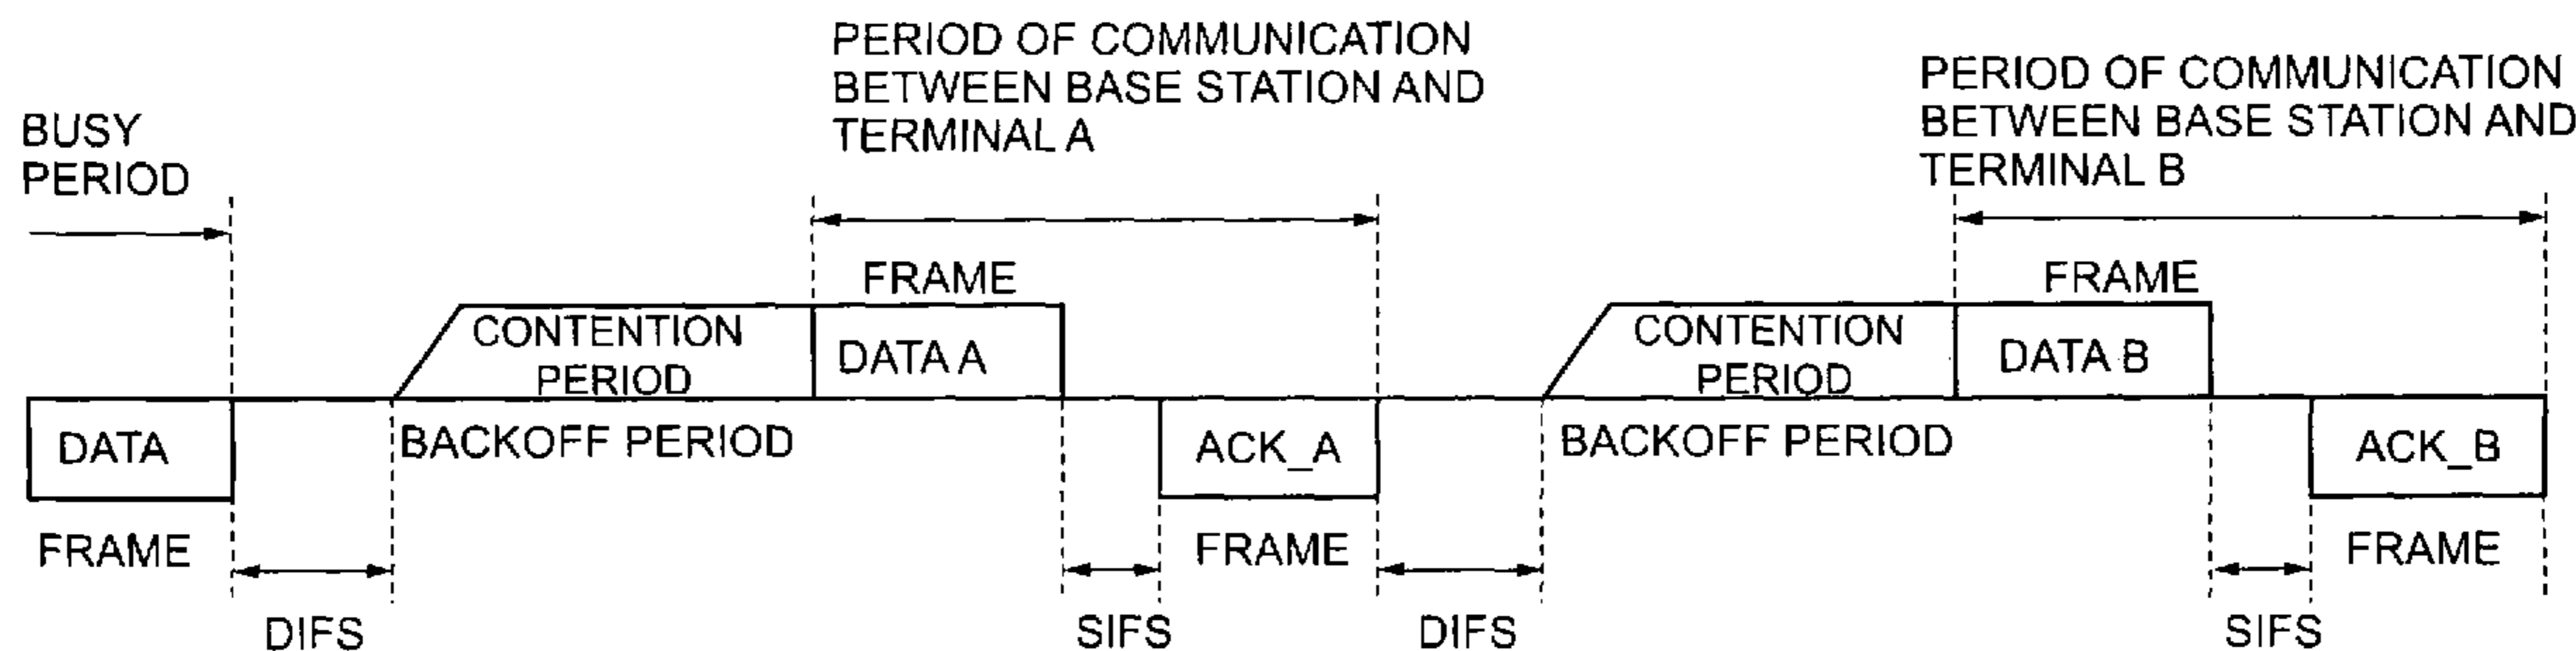 PERIOD OF COMMUNICATION
BETWEEN BASE STATION AND
TERMINAL A
PERIOD OF COMMUNICATION
BETWEEN BASE STATION AND
TERMINAL B
BUSY
PERIOD
FRAME
FRAME
CONTENTION
PERIOD
DATA A
CONTENTION
PERIOD
DATA B
DATA
BACKOFF PERIOD
ACK_A
BACKOFF PERIOD
ACK_B
FRAME
FRAME
FRAME
DIFS
SIFS
DIFS
SIFS